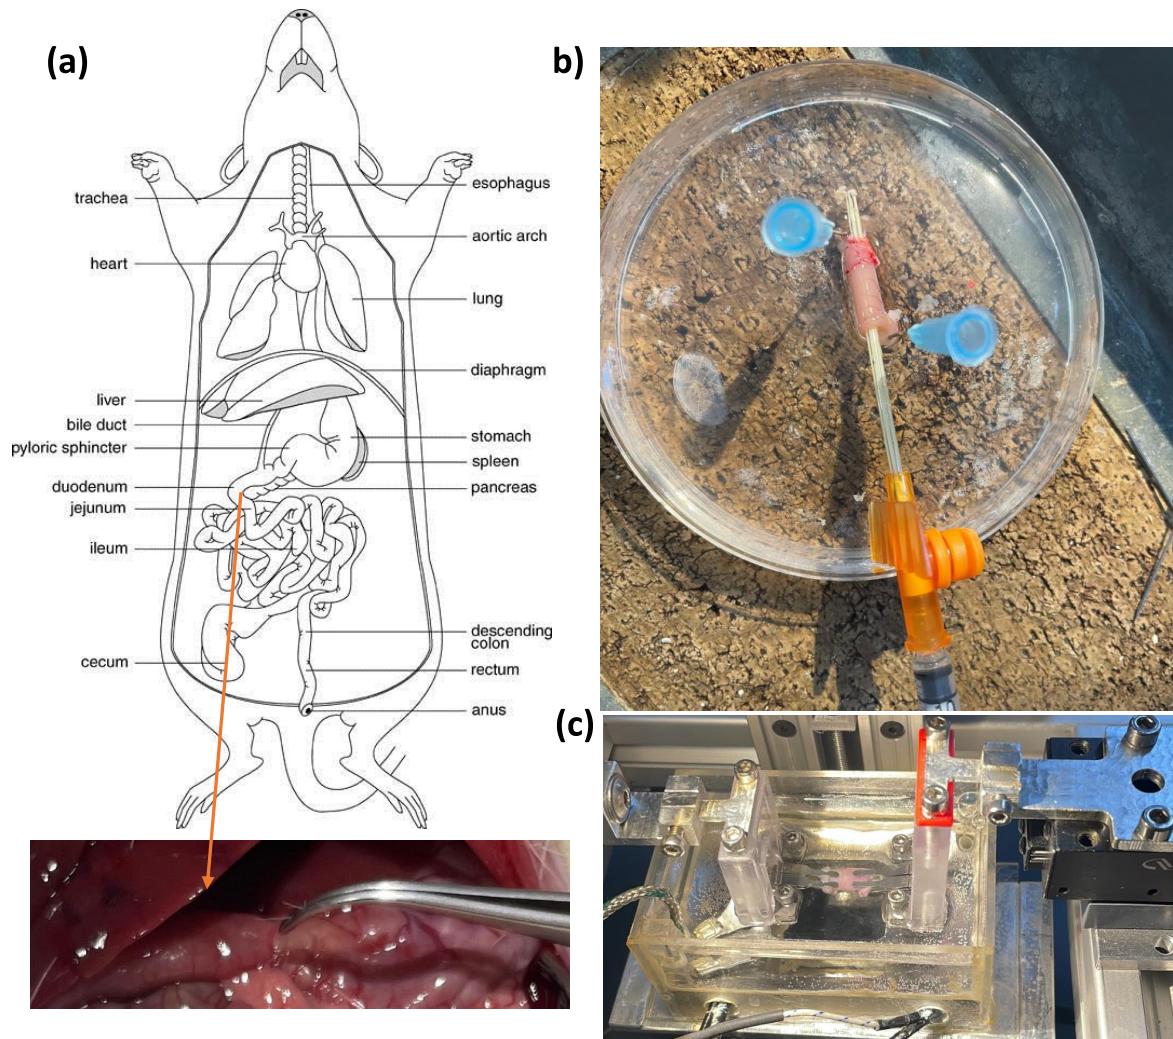 (a)
trachea
heart
liver
bile duct
pyloric sphincter
duodenum
jejunum
ileum
cecum
esophagus
aortic arch
lung
diaphragm
stomach
spleen
pancreas
descending
colon
rectum
anus
b)
(c)